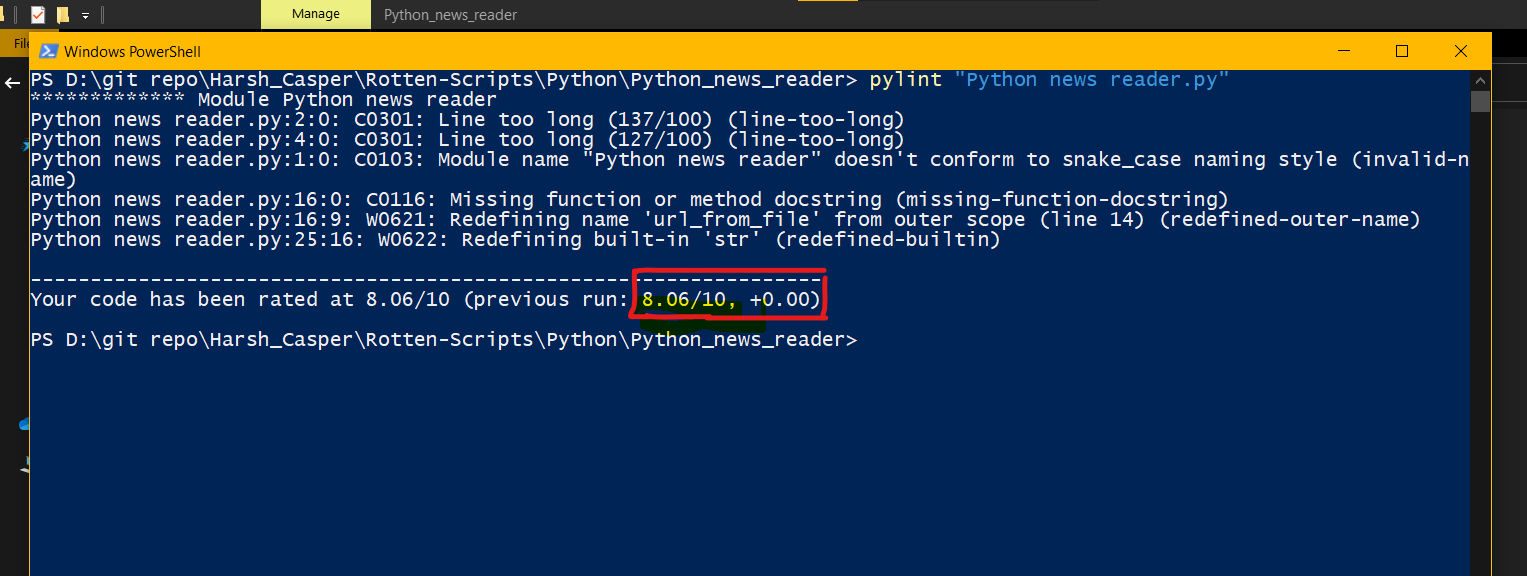 Manage
Python_news_reader
File
Windows PowerShell
PS D:\git repo\Harsh_Casper\Rotten-Scripts\Python\Python_news_reader> pylint "Python news reader.py"
************* Module Python news reader
Python news reader.py:2:0: C0301: Line too long (137/100) (line-too-long)
Python news reader.py:4:0: C0301: Line too long (127/100) (line-too-long)
Python news reader.py:1:0: C0103: Module name "Python news reader" doesn't conform to snake_case naming style (invalid-n
ame)
Python news reader.py:16:0: C0116: Missing function or method docstring (missing-function-docstring)
Python news reader.py:16:9: W0621: Redefining name 'url_from_file' from outer scope (line 14) (redefined-outer-name)
Python news reader.py:25:16: W0622: Redefining built-in 'str' (redefined-builtin)
------------------------------------------------------------------
Your code has been rated at 8.06/10 (previous run: 8.06/10, +0.00)
PS D:\git repo\Harsh_Casper\Rotten-Scripts\Python\Python_news_reader>